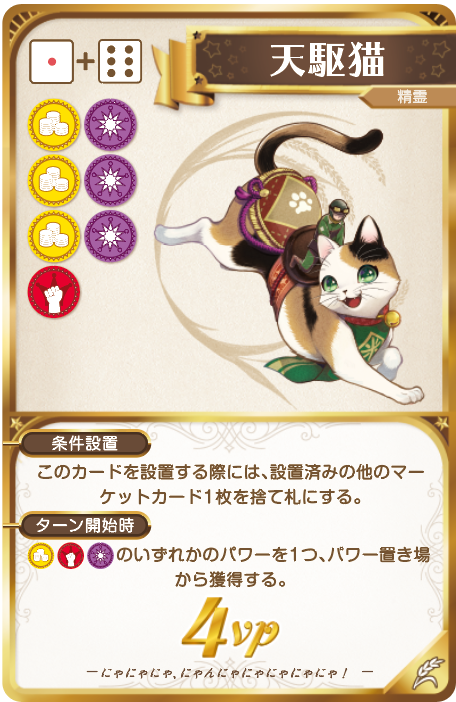 +
天駆猫
精霊
米
条件設置
このカードを設置する際には、設置済みの他のマー
ケットカード1枚を捨て札にする。
ターン開始時
のいずれかのパワーを1つ、パワー置き場
から獲得する。
4vp
―にゃにゃにゃ、にゃんにゃにゃにゃにゃにゃ！―